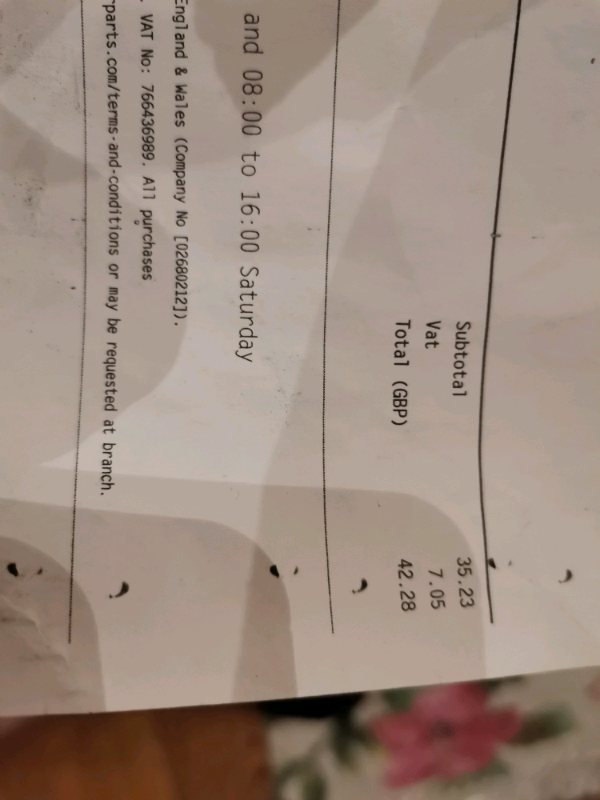 Subtotal 35.23
Vat 7.05
Total (GBP) 42.28
and 08:00 to 16:00 Saturday
England & Wales (Company No [02680212]).
. VAT No: 766436989. All purchases
parts.com/terms-and-conditions or may be requested at branch.